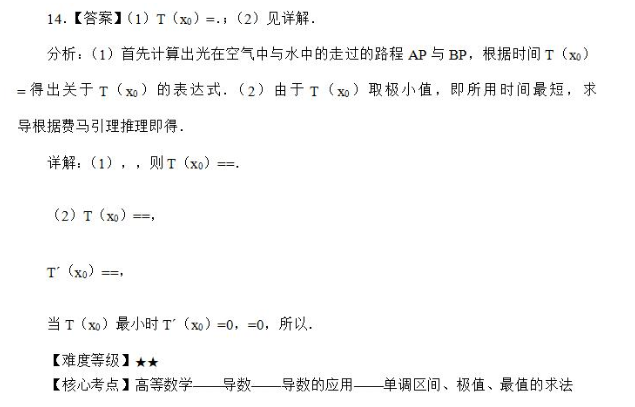 14.【答案】(1) T（x₀）=.；(2) 见详解.
分析：(1) 首先计算出光在空气中与水中的走过的路程 AP 与 BP，根据时间 T（x₀）
= 得出关于 T（x₀）的表达式.（2）由于 T（x₀）取极小值，即所用时间最短，求
导根据费马引理推理即得.
详解：(1) ，，则 T（x₀）==.
(2) T（x₀）==，
T´（x₀）==，
当 T（x₀）最小时 T´（x₀）=0，=0，所以.
【难度等级】★★
【核心考点】高等数学——导数——导数的应用——单调区间、极值、最值的求法